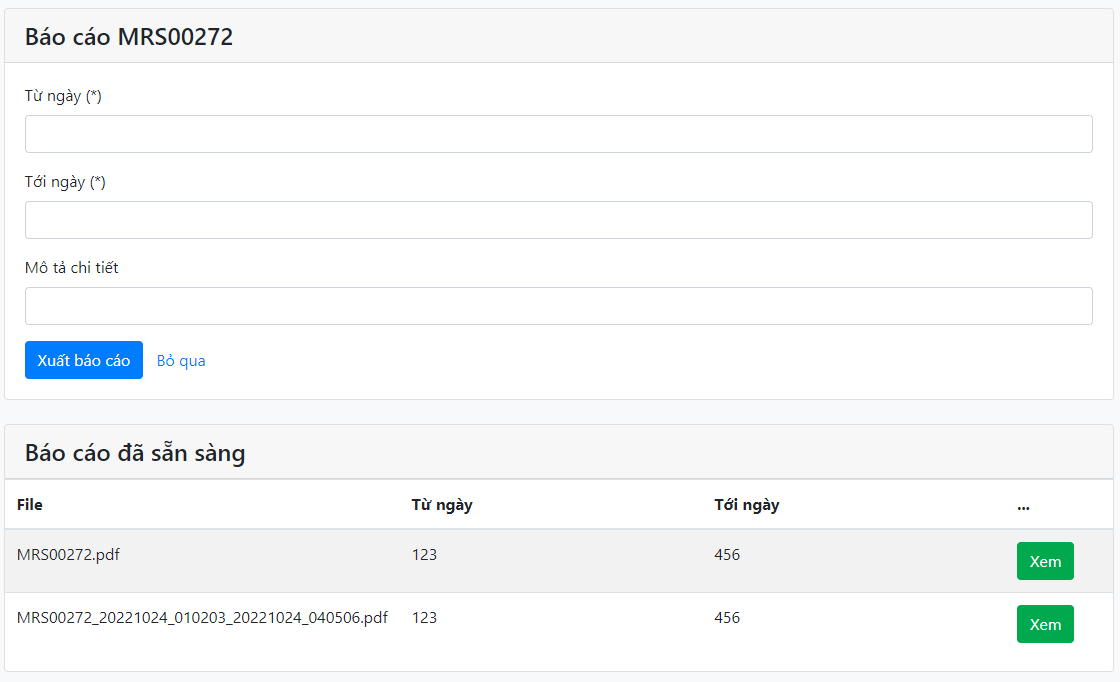 Báo cáo MRS00272
Từ ngày (*)
Tới ngày (*)
Mô tả chi tiết
Xuất báo cáo Bỏ qua
Báo cáo đã sẵn sàng
File Từ ngày Tới ngày ...
MRS00272.pdf 123 456 Xem
MRS00272_20221024_010203_20221024_040506.pdf 123 456 Xem